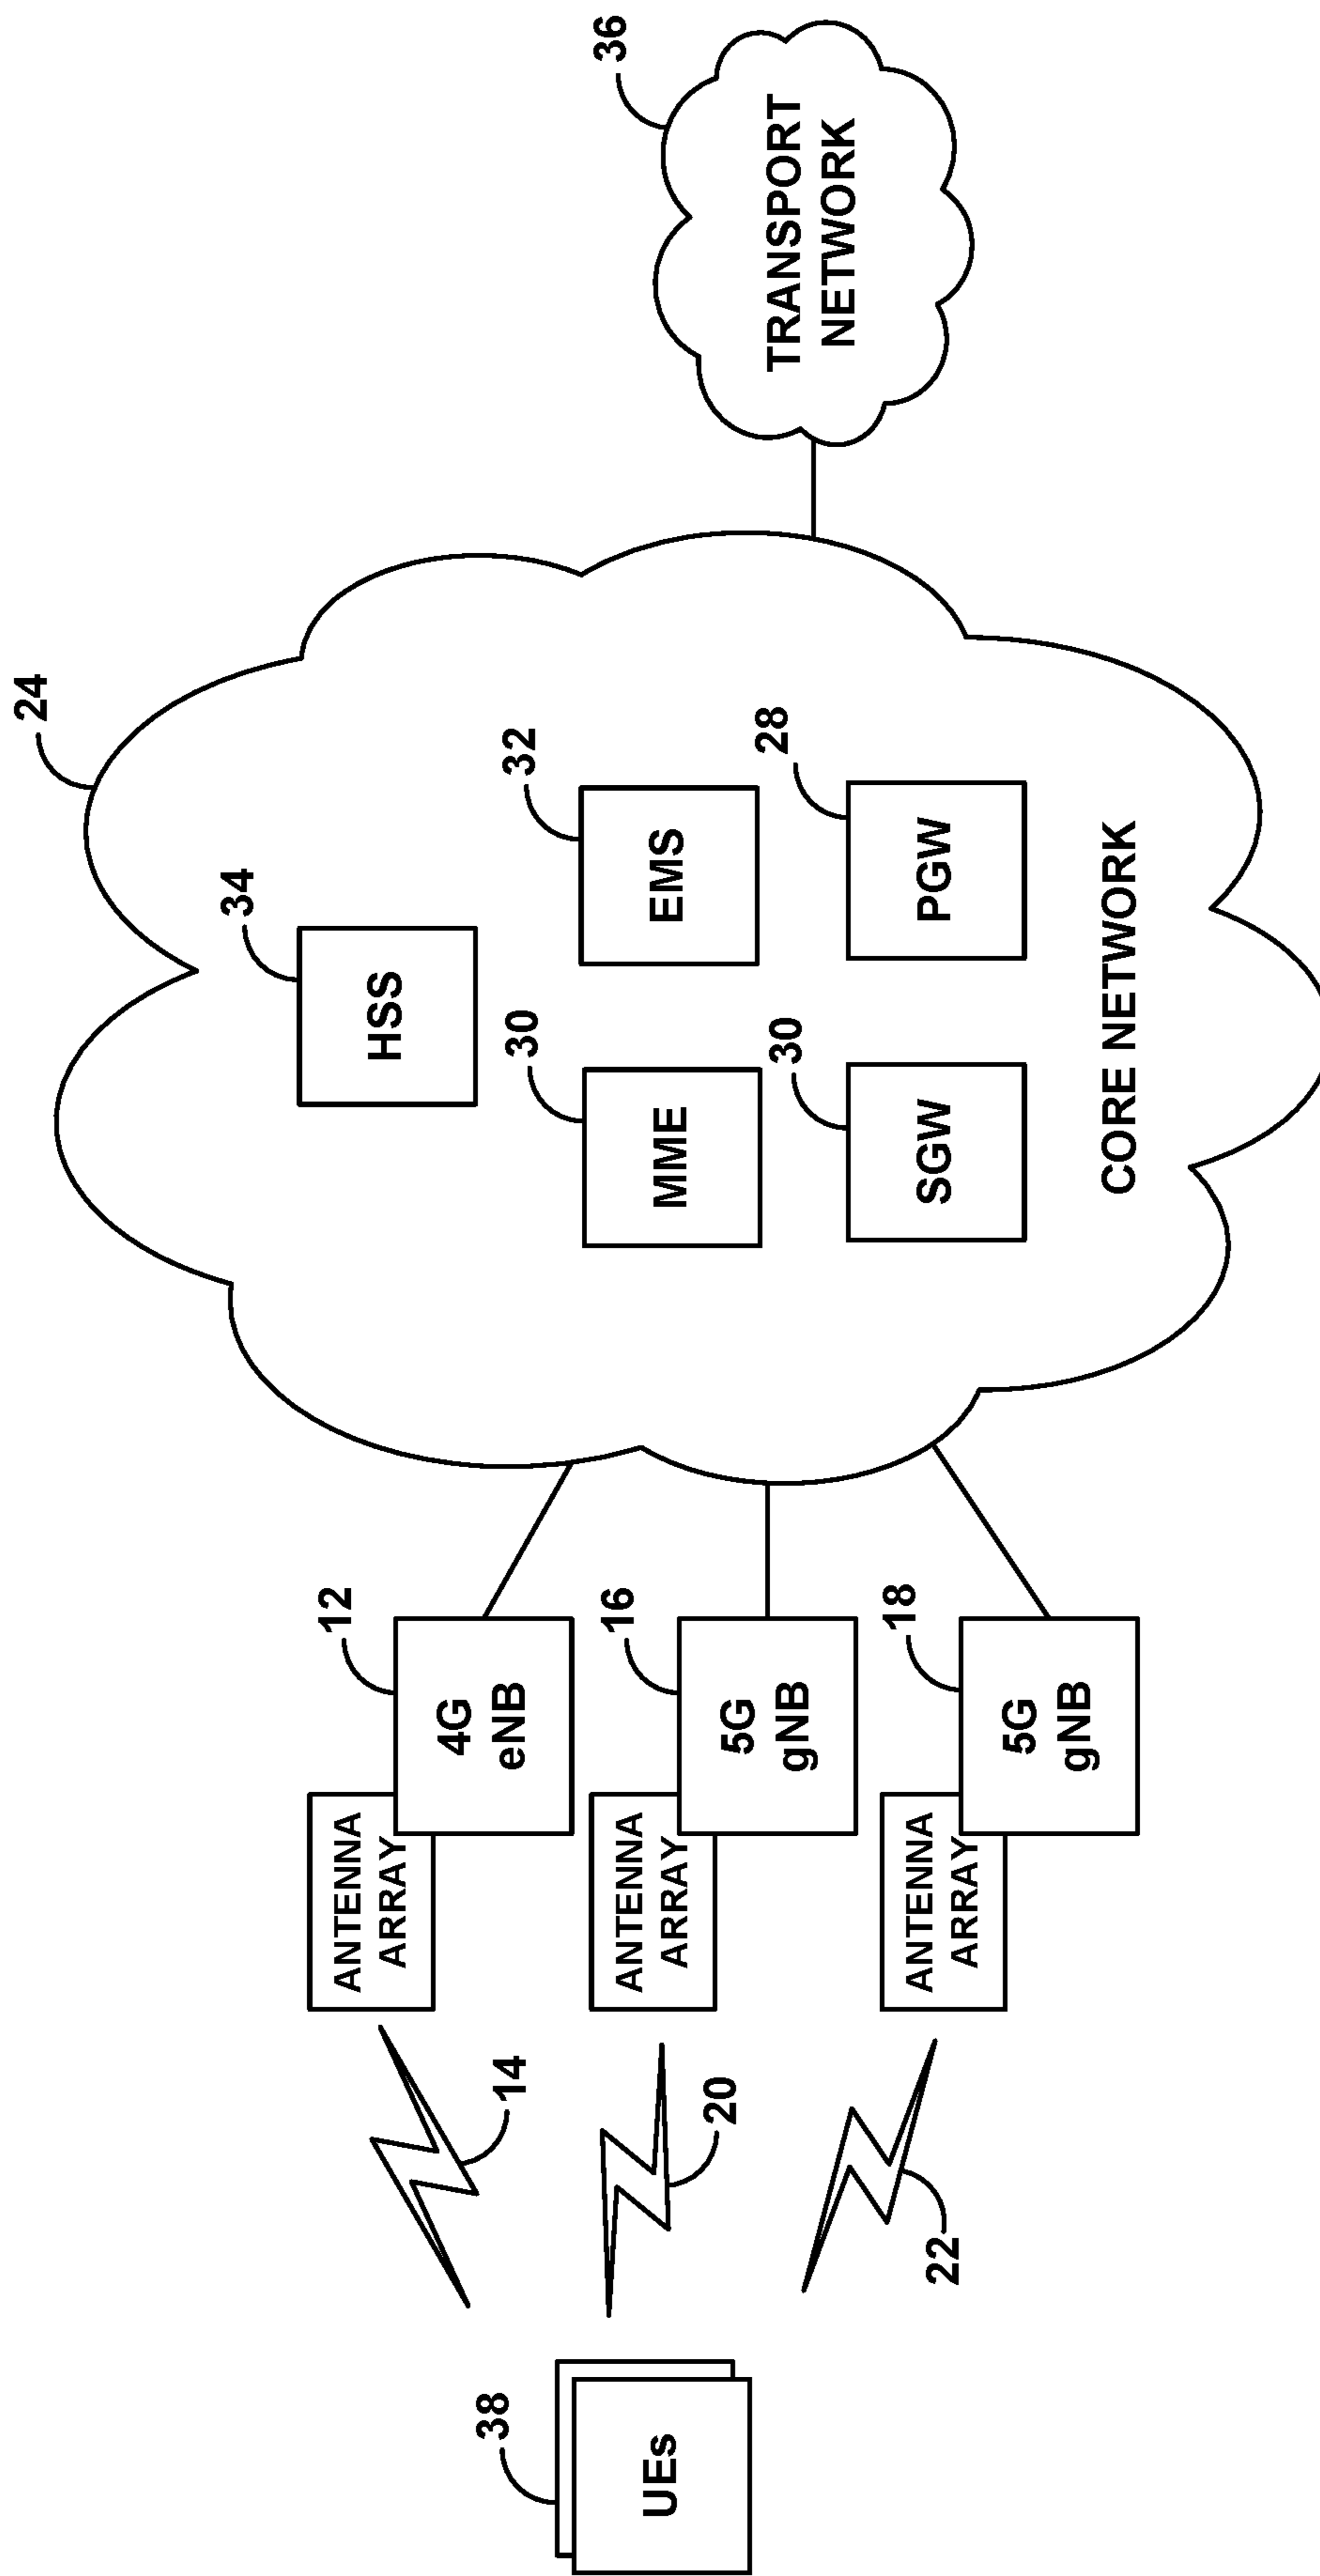 24
36
34
HSS
12
ANTENNA
ARRAY
4G
eNB
14
30
MME
32
EMS
TRANSPORT
NETWORK
38
UEs
16
ANTENNA
ARRAY
5G
gNB
20
30
SGW
28
PGW
18
ANTENNA
ARRAY
5G
gNB
22
CORE NETWORK